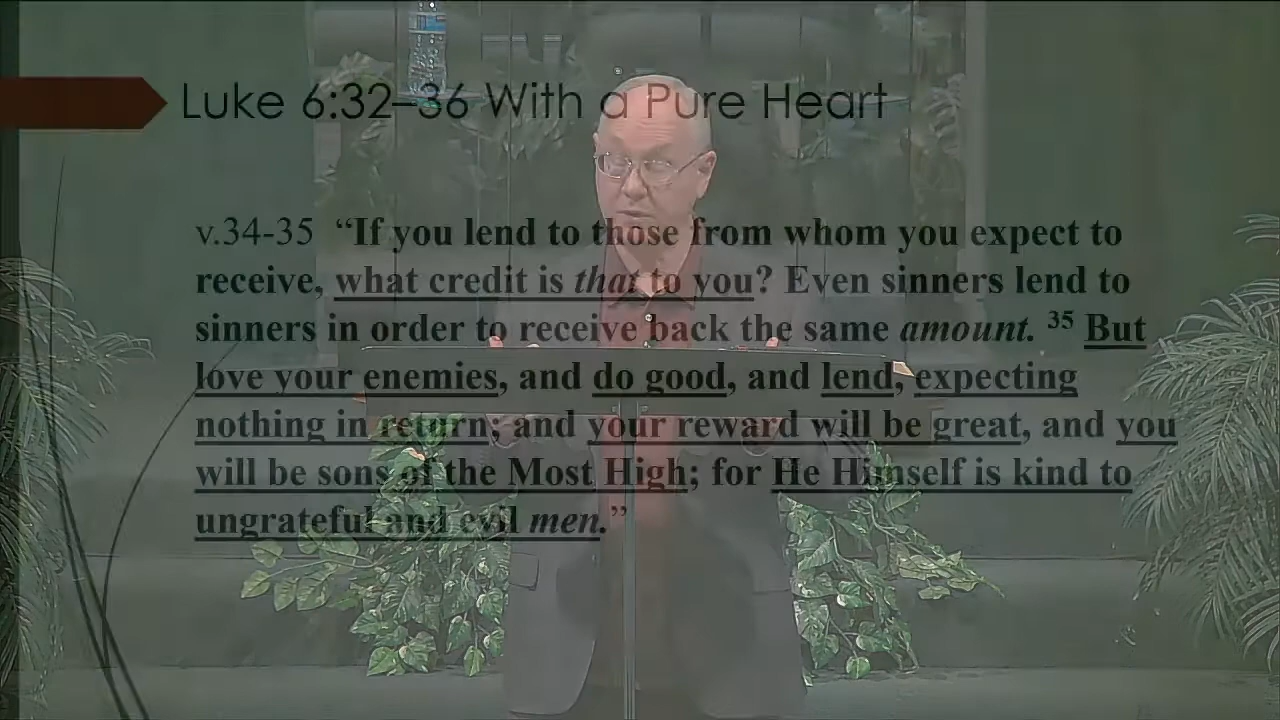 Luke 6:32–36 With a Pure Heart
v.34-35 “If you lend to those from whom you expect to
receive, what credit is that to you? Even sinners lend to
sinners in order to receive back the same amount. 35 But
love your enemies, and do good, and lend, expecting
nothing in return; and your reward will be great, and you
will be sons of the Most High; for He Himself is kind to
ungrateful and evil men.”